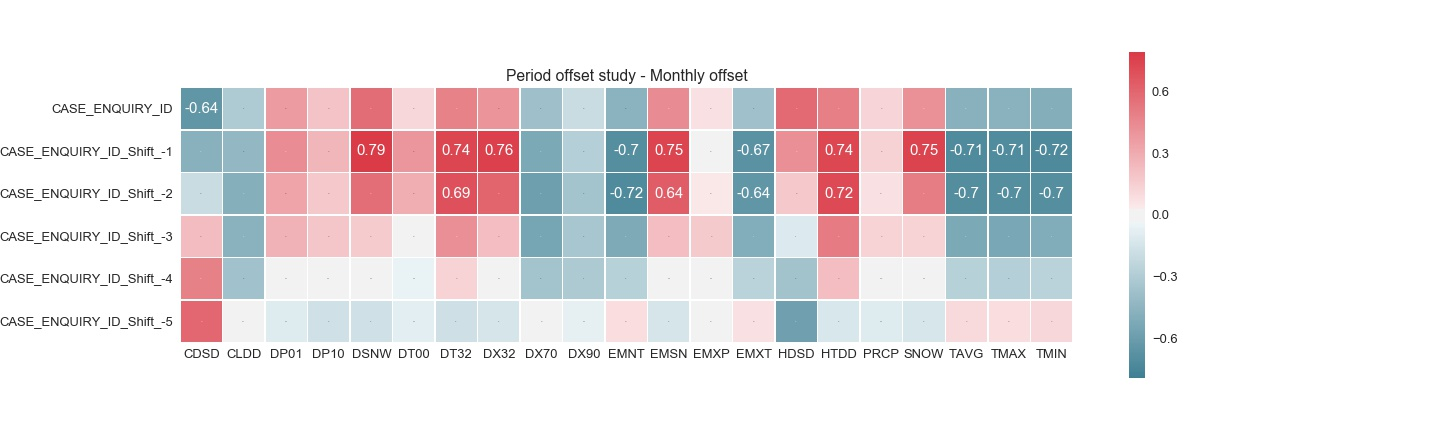 Period offset study - Monthly offset
CASE_ENQUIRY_ID
-0.64
CASE_ENQUIRY_ID_Shift_-1
0.79 0.74 0.76 -0.7 0.75 -0.67 0.74 0.75 -0.71 -0.71 -0.72
CASE_ENQUIRY_ID_Shift_-2
0.69 -0.72 0.64 -0.64 0.72 -0.7 -0.7 -0.7
CASE_ENQUIRY_ID_Shift_-3
CASE_ENQUIRY_ID_Shift_-4
CASE_ENQUIRY_ID_Shift_-5
CDSD CLDD DP01 DP10 DSNW DT00 DT32 DX32 DX70 DX90 EMNT EMSN EMXP EMXT HDSD HTDD PRCP SNOW TAVG TMAX TMIN
0.6
0.3
0.0
−0.3
−0.6